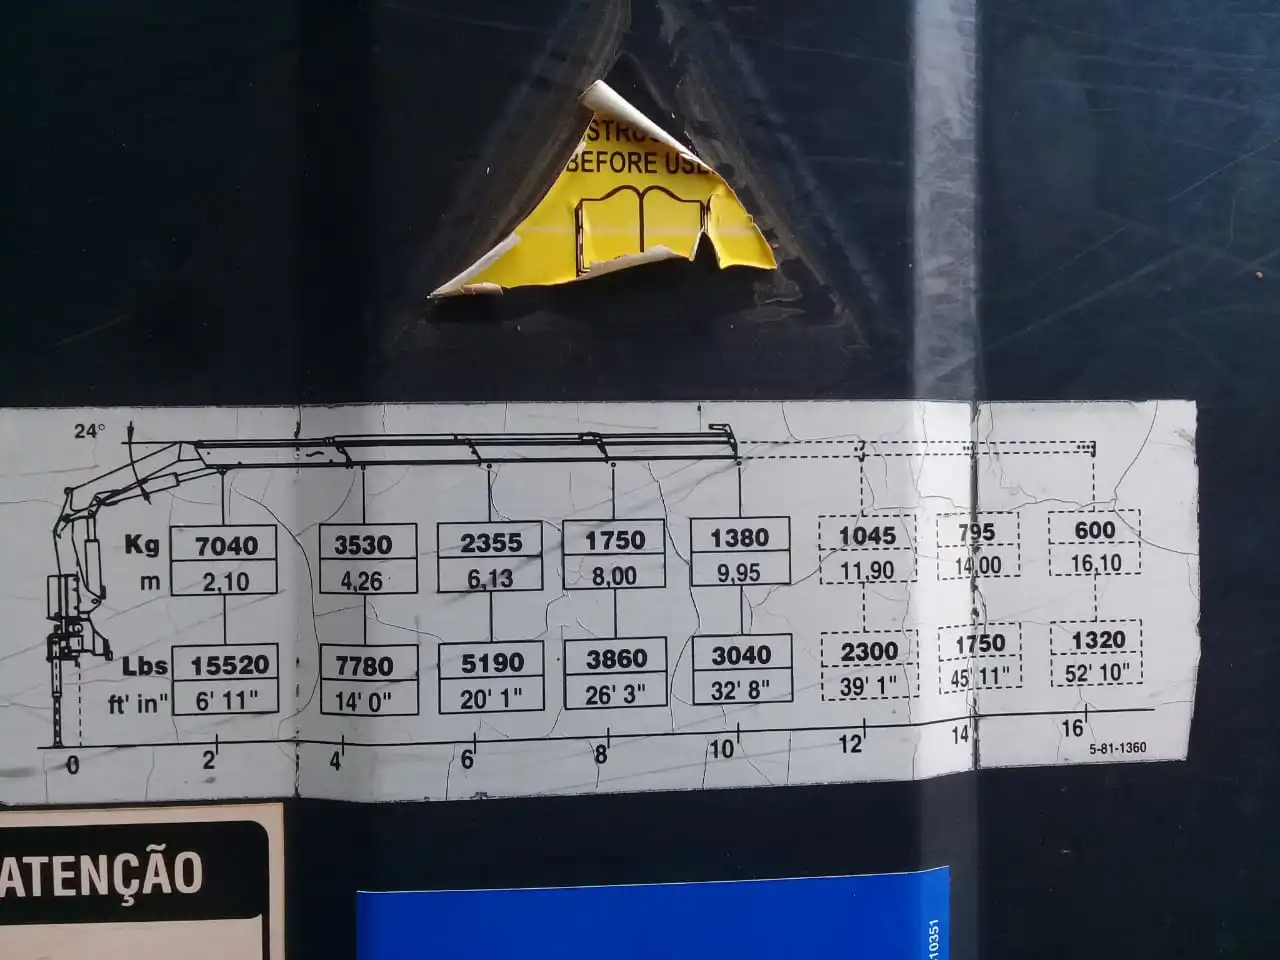 BEFORE USE
24°
Kg 7040 3530 2355 1750 1380 1045 795 600
m 2,10 4,26 6,13 8,00 9,95 11,90 14,00 16,10
Lbs 15520 7780 5190 3860 3040 2300 1750 1320
ft' in" 6' 11" 14' 0" 20' 1" 26' 3" 32' 8" 39' 1" 45' 11" 52' 10"
0 2 4 6 8 10 12 14 16
5-81-1360
ATENÇÃO
10351